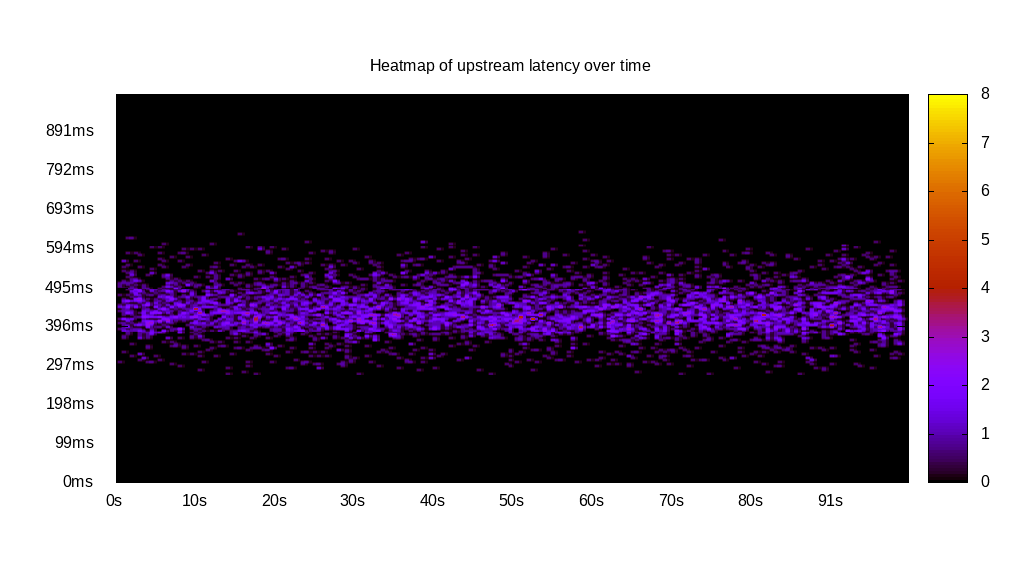 Heatmap of upstream latency over time
891ms
792ms
693ms
594ms
495ms
396ms
297ms
198ms
99ms
0ms
0s 10s 20s 30s 40s 50s 60s 70s 80s 91s
8
7
6
5
4
3
2
1
0